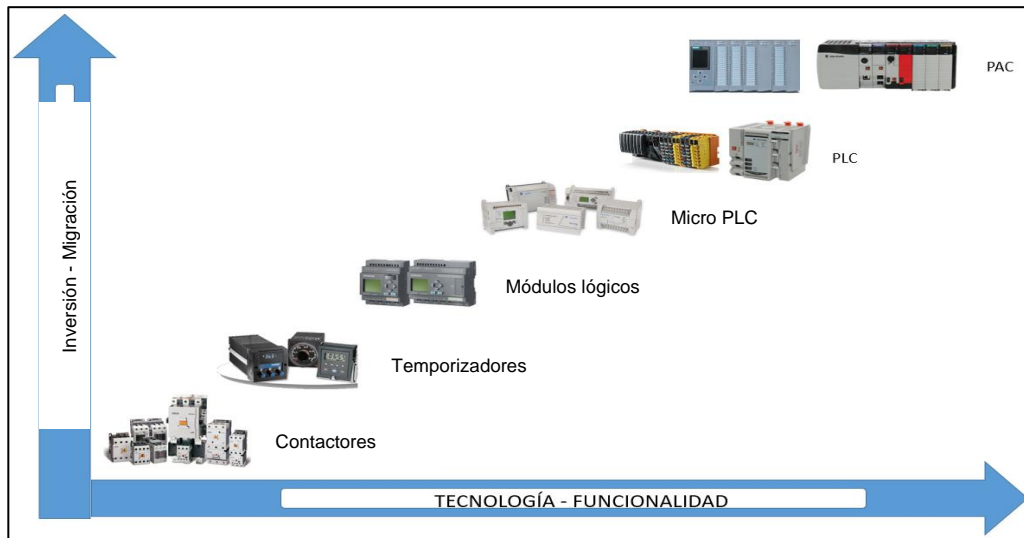 PAC
PLC
Micro PLC
Módulos lógicos
Temporizadores
Contactores
Inversión - Migración
TECNOLOGÍA - FUNCIONALIDAD